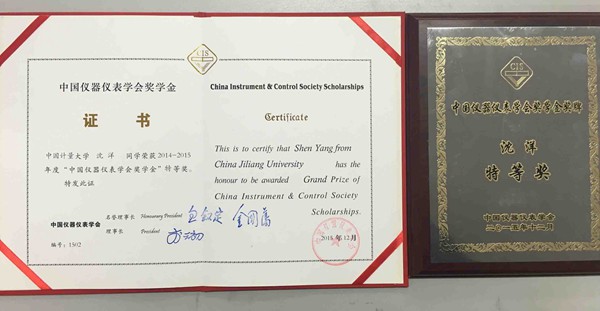 CIS
中国仪器仪表学会奖学金
证书
中国计量大学 沈洋 同学荣获2014-2015
年度"中国仪器仪表学会奖学金"特等奖。
特发此证
名誉理事长 Honourary President
中国仪器仪表学会 理事长 President
编号:1502
China Instrument & Control Society Scholarships
Certificate
This is to certify that Shen Yang from
China Jiliang University has the
honour to be awarded Grand Prize of
China Instrument & Control Society
Scholarships.
2015年12月
CIS
中国仪器仪表学会奖学金奖牌
沈洋
特等奖
中国仪器仪表学会
二〇一五年十二月